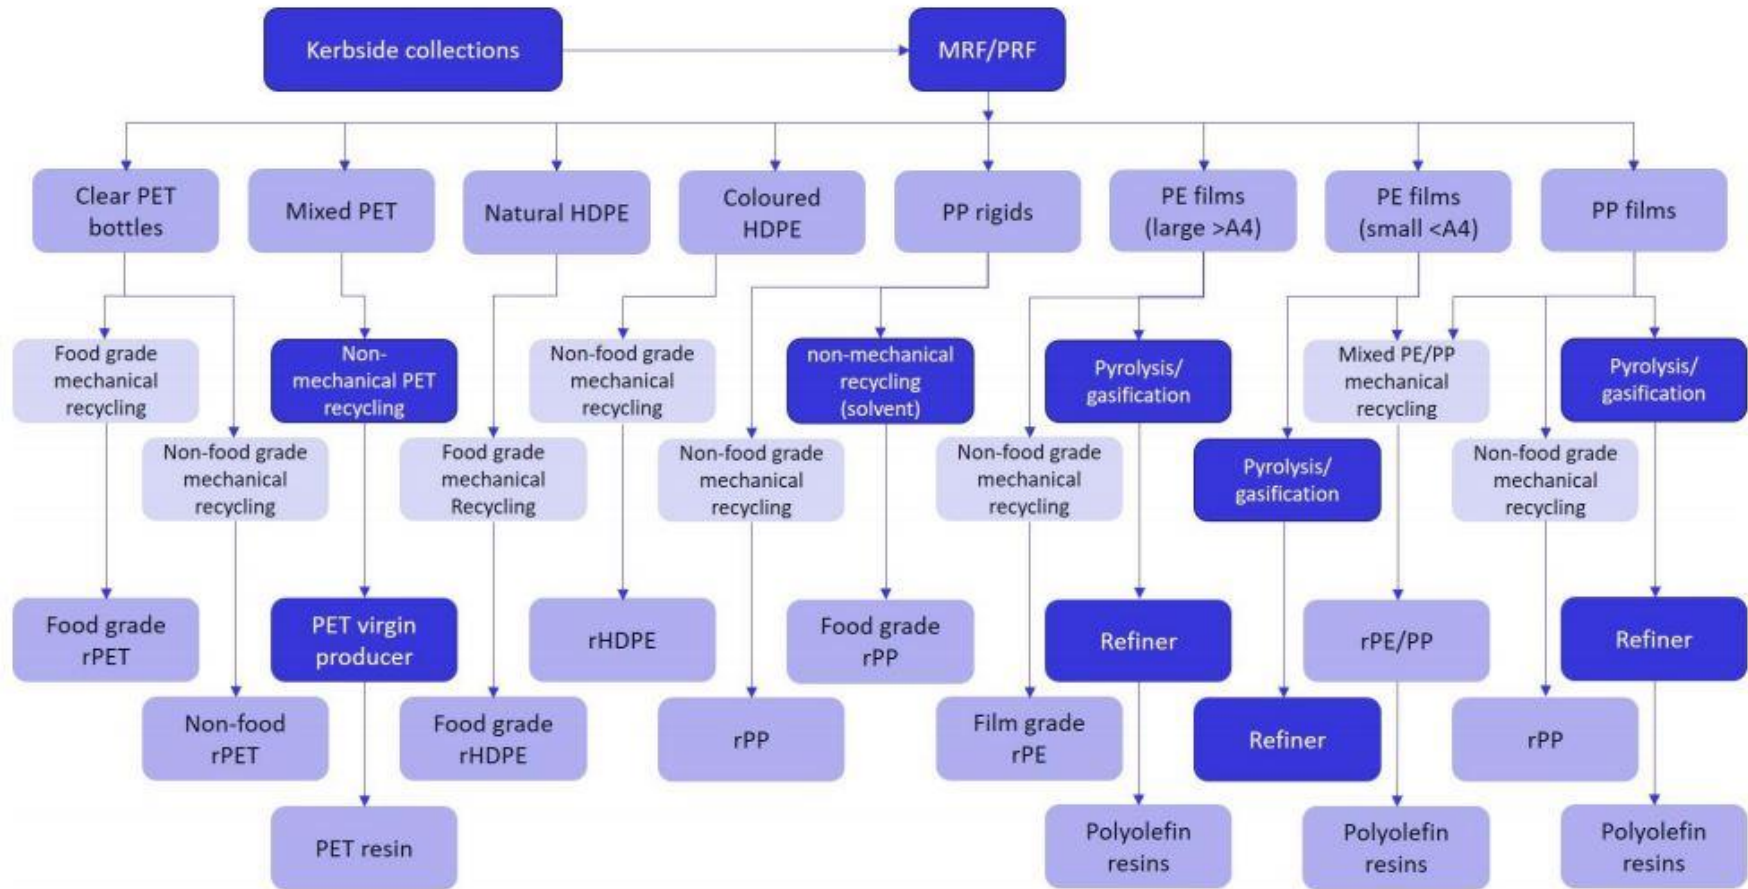 Kerbside collections
MRF/PRF
Clear PET
bottles
Mixed PET
Natural HDPE
Coloured
HDPE
PP rigids
PE films
(large >A4)
PE films
(small <A4)
PP films
Food grade
mechanical
recycling
Non-
mechanical PET
recycling
Non-food grade
mechanical
recycling
non-mechanical
recycling
(solvent)
Pyrolysis/
gasification
Mixed PE/PP
mechanical
recycling
Pyrolysis/
gasification
Non-food grade
mechanical
recycling
Food grade
mechanical
Recycling
Non-food grade
mechanical
recycling
Non-food grade
mechanical
recycling
Pyrolysis/
gasification
Non-food grade
mechanical
recycling
Food grade
rPET
PET virgin
producer
rHDPE
Food grade
rPP
Refiner
rPE/PP
Refiner
Non-food
rPET
Food grade
rHDPE
rPP
Film grade
rPE
Refiner
rPP
PET resin
Polyolefin
resins
Polyolefin
resins
Polyolefin
resins